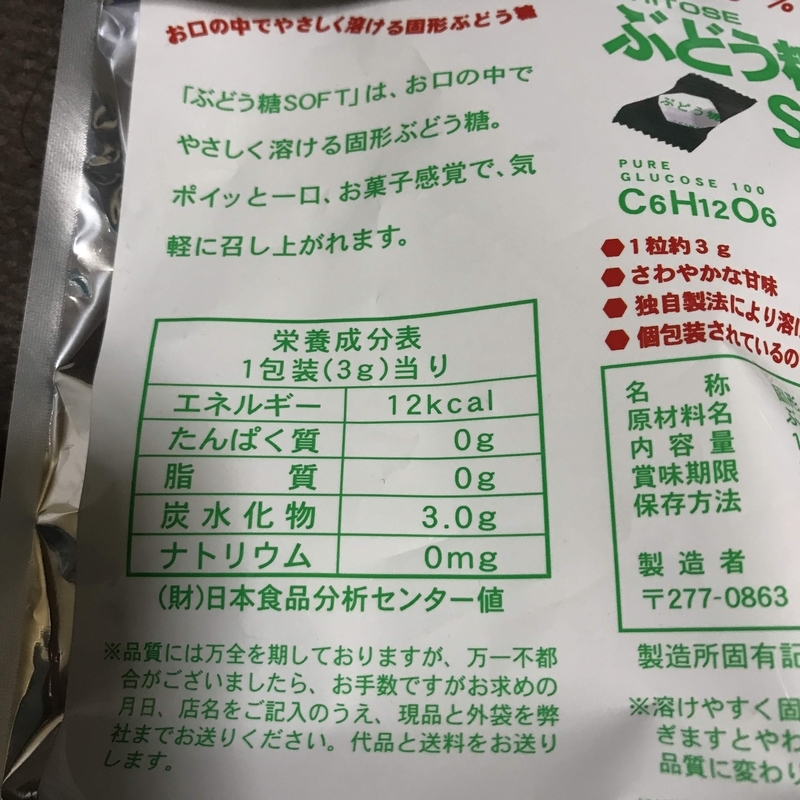 お口の中でやさしく溶ける固形ぶどう糖
「ぶどう糖SOFT」は、お口の中で
やさしく溶ける固形ぶどう糖。
ポイッと一口、お菓子感覚で、気
軽に召し上がれます。
栄養成分表
1包装(3g)当り
エネルギー 12kcal
たんぱく質 0g
脂質 0g
炭水化物 3.0g
ナトリウム 0mg
(財)日本食品分析センター値
※品質には万全を期しておりますが、万一不都
合がございましたら、お手数ですがお求めの
月日、店名をご記入のうえ、現品と外袋を弊
社までお送りください。代品と送料をお送り
します。
%
ITOSE
ぶどう糖
S
ぶどう糖
PURE
GLUCOSE 100
C6H12O6
1粒約3g
さわやかな甘味
独自製法により溶け
個包装されているの
名称
原材料名
内容量
賞味期限
保存方法
製造者
〒277-0863
製造所固有記
※溶けやすく固
ぎますとやわ
品質に変わり